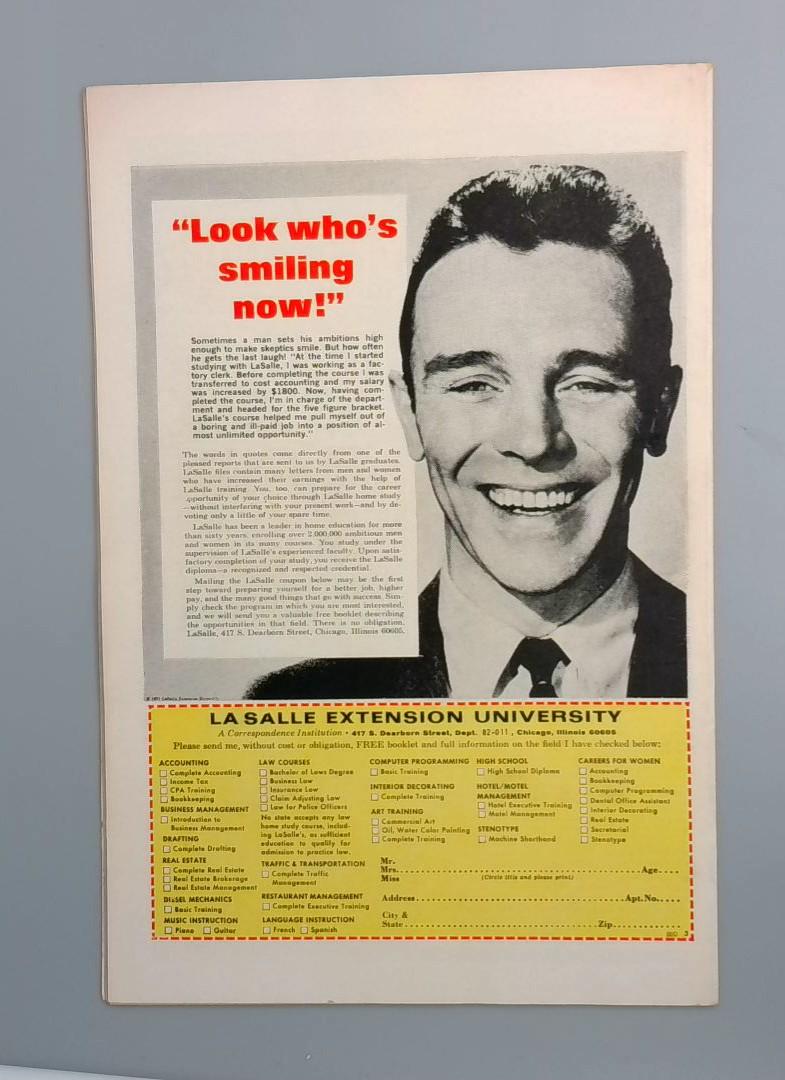 “Look who’s
smiling
now!”
Sometimes a man sets his ambitions high
enough to make skeptics smile. But how often
he gets the last laugh! “At the time I started
studying with LaSalle, I was working as a fac-
tory clerk. Before completing the course I was
transferred to cost accounting and my salary
was increased by $1800. Now, having com-
pleted the course, I’m in charge of the depart-
ment and headed for the five figure bracket.
LaSalle’s course helped me pull myself out of
a boring and ill-paid job into a position of al-
most unlimited opportunity.”
The words in quotes come directly from one of the
pleased reports that are sent to us by LaSalle graduates.
LaSalle files contain many letters from men and women
who have increased their earnings with the help of
LaSalle training. You, too, can prepare for the career
opportunity of your choice through LaSalle home study
—without interfering with your present work—and by de-
voting only a little of your spare time.
LaSalle has been a leader in home education for more
than sixty years, enrolling over 2,000,000 ambitious men
and women in its many courses. You study under the
supervision of LaSalle’s experienced faculty. Upon satis-
factory completion of your study, you receive the LaSalle
diploma—a recognized and respected credential.
Mailing the LaSalle coupon below may be the first
step toward preparing yourself for a better job, higher
pay, and the many good things that go with success. Sim-
ply check the program in which you are most interested,
and we will send you a valuable free booklet describing
the opportunities in that field. There is no obligation.
LaSalle, 417 S. Dearborn Street, Chicago, Illinois 60605.
© 1971 LaSalle Extension University
LA SALLE EXTENSION UNIVERSITY
A Correspondence Institution • 417 S. Dearborn Street, Dept. 82-011, Chicago, Illinois 60605
Please send me, without cost or obligation, FREE booklet and full information on the field I have checked below:
ACCOUNTING
Complete Accounting
Income Tax
CPA Training
Bookkeeping
BUSINESS MANAGEMENT
Introduction to
Business Management
DRAFTING
Complete Drafting
REAL ESTATE
Complete Real Estate
Real Estate Brokerage
Real Estate Management
DIESEL MECHANICS
Basic Training
MUSIC INSTRUCTION
Piano Guitar
LAW COURSES
Bachelor of Laws Degree
Business Law
Insurance Law
Claim Adjusting Law
Law for Police Officers
No state accepts any law
home study course, includ-
ing LaSalle’s, as sufficient
education to qualify for
admission to practice law.
TRAFFIC & TRANSPORTATION
Complete Traffic
Management
RESTAURANT MANAGEMENT
Complete Executive Training
LANGUAGE INSTRUCTION
French Spanish
COMPUTER PROGRAMMING
Basic Training
INTERIOR DECORATING
Complete Training
ART TRAINING
Commercial Art
Oil, Water Color Painting
Complete Training
HIGH SCHOOL
High School Diploma
HOTEL/MOTEL
MANAGEMENT
Hotel Executive Training
Motel Management
STENOTYPE
Machine Shorthand
CAREERS FOR WOMEN
Accounting
Bookkeeping
Computer Programming
Dental Office Assistant
Interior Decorating
Real Estate
Secretarial
Stenotype
Mr.
Mrs. Age
Miss (Circle title and please print)
Address Apt. No.
City &
State Zip
3